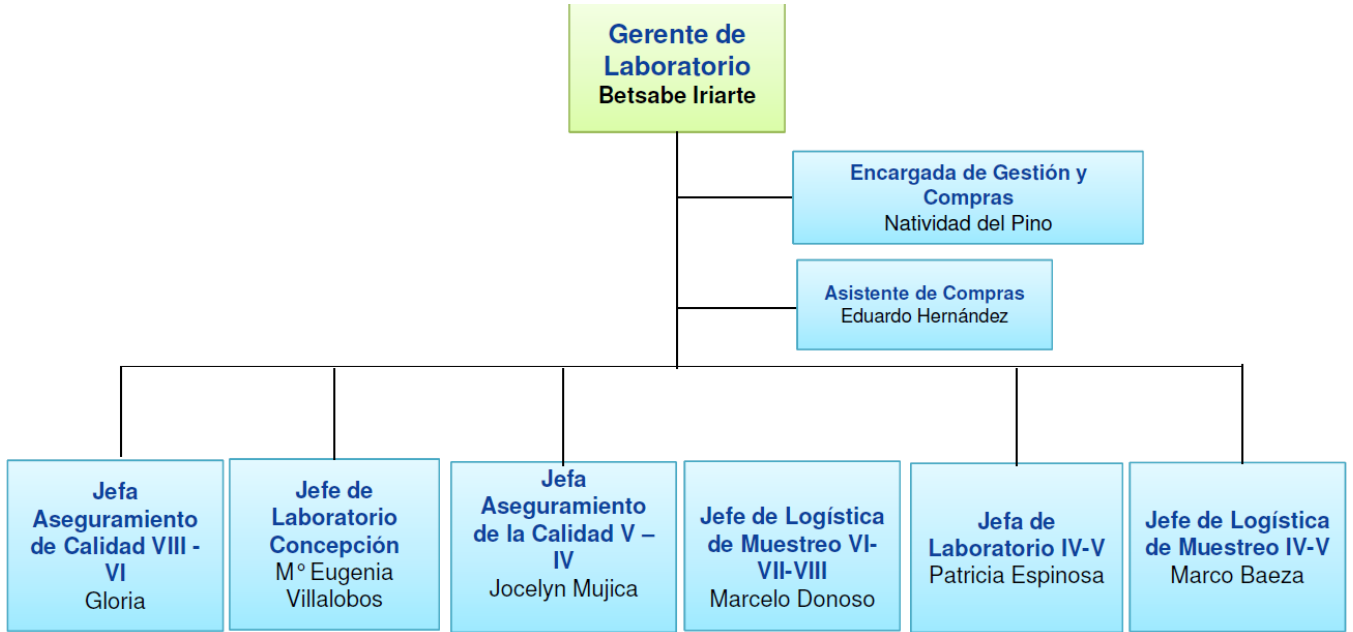 Gerente de
Laboratorio
Betsabe Iriarte
Encargada de Gestión y
Compras
Natividad del Pino
Asistente de Compras
Eduardo Hernández
Jefa
Aseguramiento
de Calidad VIII -
VI
Gloria
Jefe de
Laboratorio
Concepción
M° Eugenia
Villalobos
Jefa
Aseguramiento
de la Calidad V –
IV
Jocelyn Mujica
Jefe de Logística
de Muestreo VI-
VII-VIII
Marcelo Donoso
Jefa de
Laboratorio IV-V
Patricia Espinosa
Jefe de Logística
de Muestreo IV-V
Marco Baeza